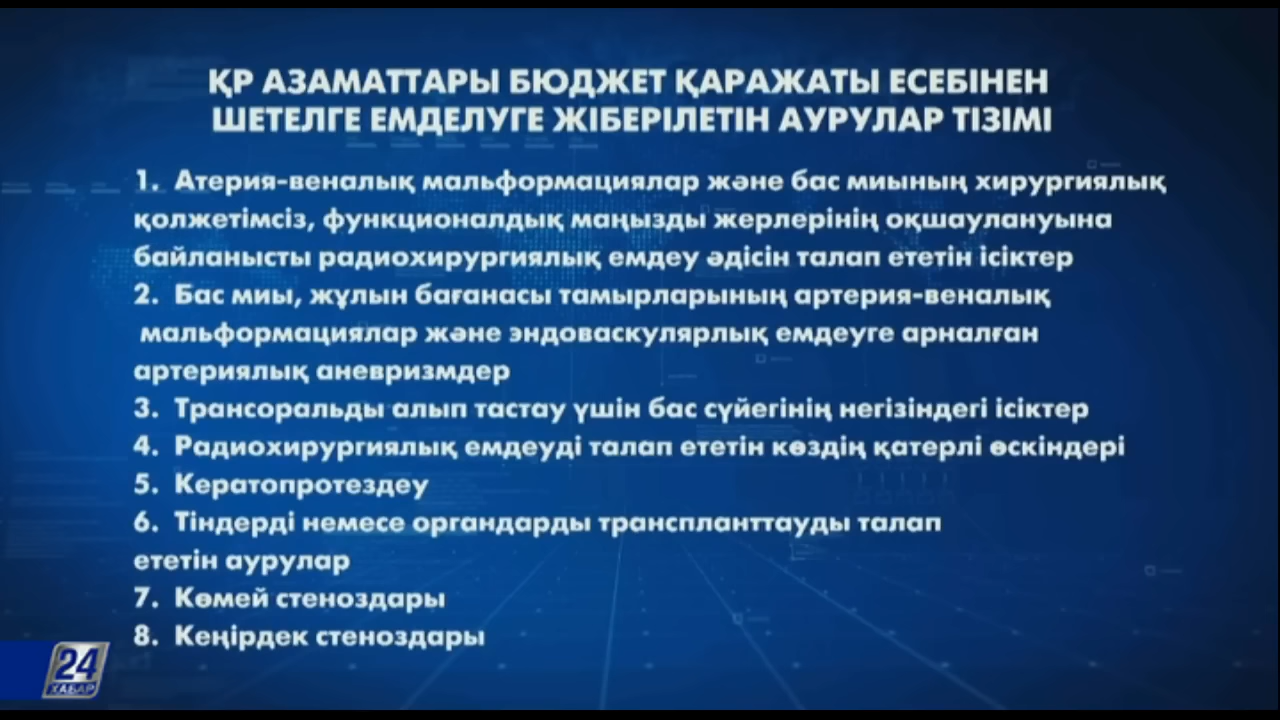 ҚР АЗАМАТТАРЫ БЮДЖЕТ ҚАРАЖАТЫ ЕСЕБІНЕН
ШЕТЕЛГЕ ЕМДЕЛУГЕ ЖІБЕРІЛЕТІН АУРУЛАР ТІЗІМІ
1. Атерия-веналық мальформациялар және бас миының хирургиялық
қолжетімсіз, функционалдық маңызды жерлерінің оқшаулануына
байланысты радиохирургиялық емдеу әдісін талап ететін ісіктер
2. Бас миы, жұлын бағанасы тамырларының артерия-веналық
мальформациялар және эндоваскулярлық емдеуге арналған
артериялық аневризмдер
3. Трансоральды алып тастау үшін бас сүйегінің негізіндегі ісіктер
4. Радиохирургиялық емдеуді талап ететін көздің қатерлі өскіндері
5. Кератопротездеу
6. Тіндерді немесе органдарды транспланттауды талап
ететін аурулар
7. Көмей стеноздары
8. Кеңірдек стеноздары
24
ХАБАР